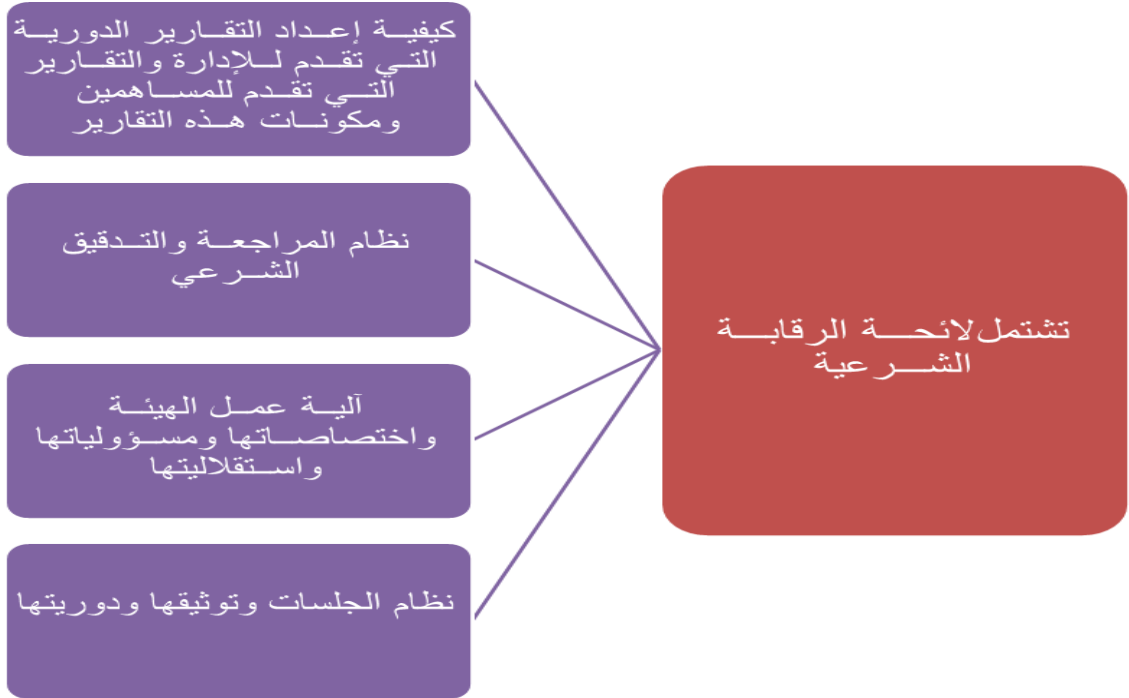 تشتمل لائحة الرقابة
الشرعية
كيفية إعداد التقارير الدورية
التي تقدم للإدارة والتقارير
التي تقدم للمساهمين
ومكونات هذه التقارير
نظام المراجعة والتدقيق
الشرعي
آلية عمل الهيئة
واختصاصاتها ومسؤولياتها
واستقلاليتها
نظام الجلسات وتوثيقها ودوريتها